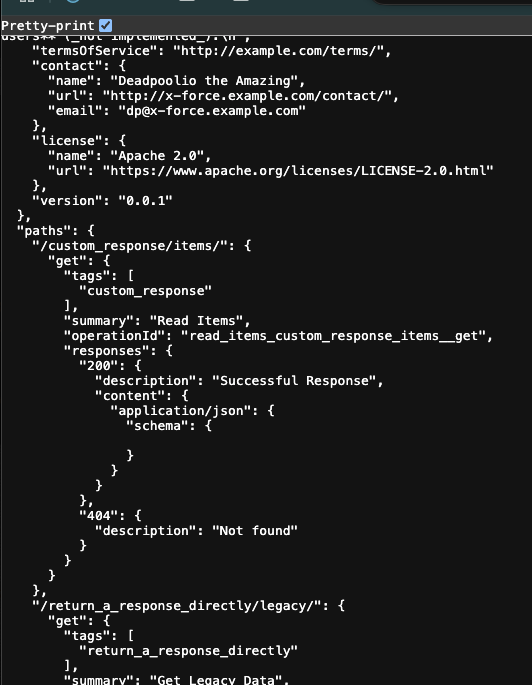 Pretty-print
users** (_not implemented_).\n",
"termsOfService": "http://example.com/terms/",
"contact": {
"name": "Deadpoolio the Amazing",
"url": "http://x-force.example.com/contact/",
"email": "dp@x-force.example.com"
},
"license": {
"name": "Apache 2.0",
"url": "https://www.apache.org/licenses/LICENSE-2.0.html"
},
"version": "0.0.1"
},
"paths": {
"/custom_response/items/": {
"get": {
"tags": [
"custom_response"
],
"summary": "Read Items",
"operationId": "read_items_custom_response_items__get",
"responses": {
"200": {
"description": "Successful Response",
"content": {
"application/json": {
"schema": {
}
}
}
},
"404": {
"description": "Not found"
}
}
}
},
"/return_a_response_directly/legacy/": {
"get": {
"tags": [
"return_a_response_directly"
],
"summary": "Get Legacy Data",